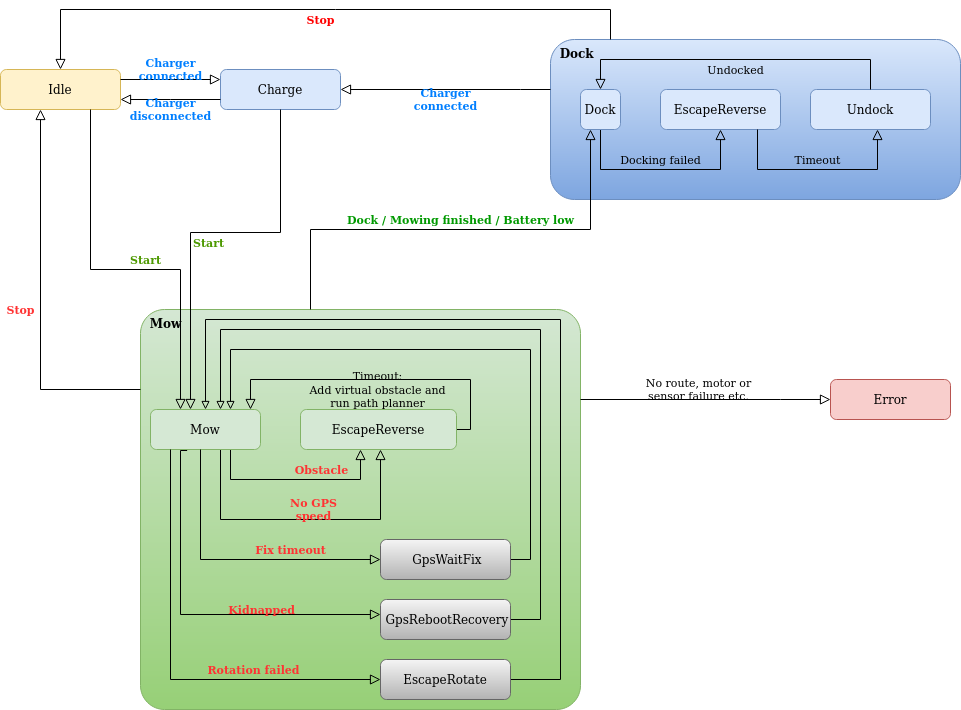 Stop
Dock
Charger
connected
Undocked
Idle
Charge
Charger
disconnected
Charger
connected
Dock
EscapeReverse
Undock
Docking failed
Timeout
Dock / Mowing finished / Battery low
Start
Start
Stop
Mow
Timeout:
Add virtual obstacle and
run path planner
No route, motor or
sensor failure etc.
Error
Mow
EscapeReverse
Obstacle
No GPS
speed
Fix timeout
GpsWaitFix
Kidnapped
GpsRebootRecovery
Rotation failed
EscapeRotate